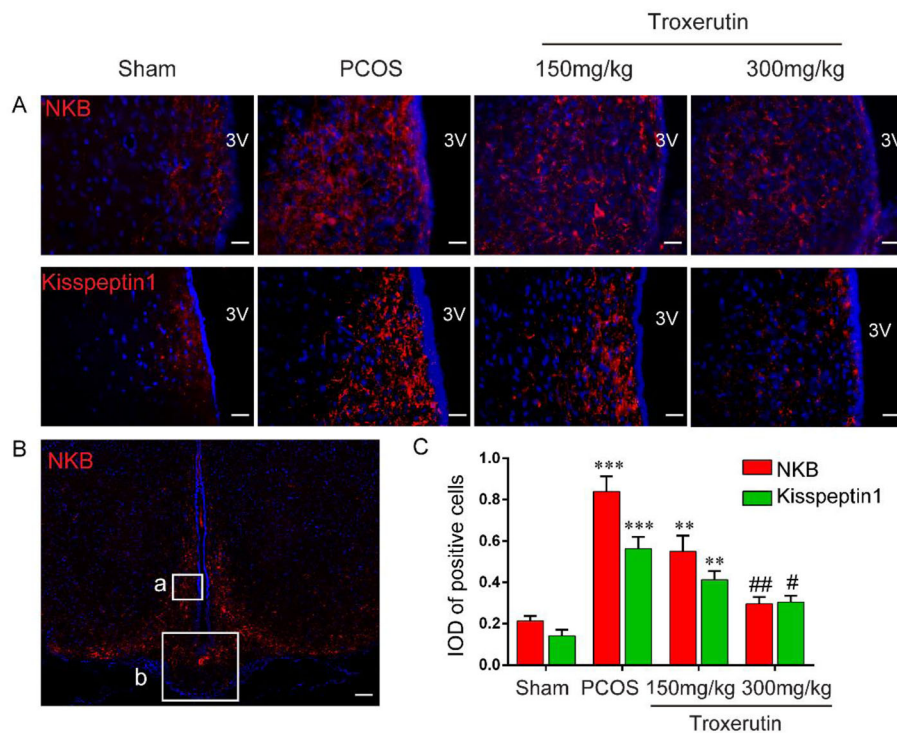 Troxerutin
Sham PCOS 150mg/kg 300mg/kg
A
NKB 3V 3V 3V 3V
Kisspeptin1 3V 3V 3V 3V
B
NKB
a
b
C
IOD of positive cells
1.0
0.8
0.6
0.4
0.2
0.0
*** *** ** ** ## #
NKB
Kisspeptin1
Sham PCOS 150mg/kg 300mg/kg
Troxerutin